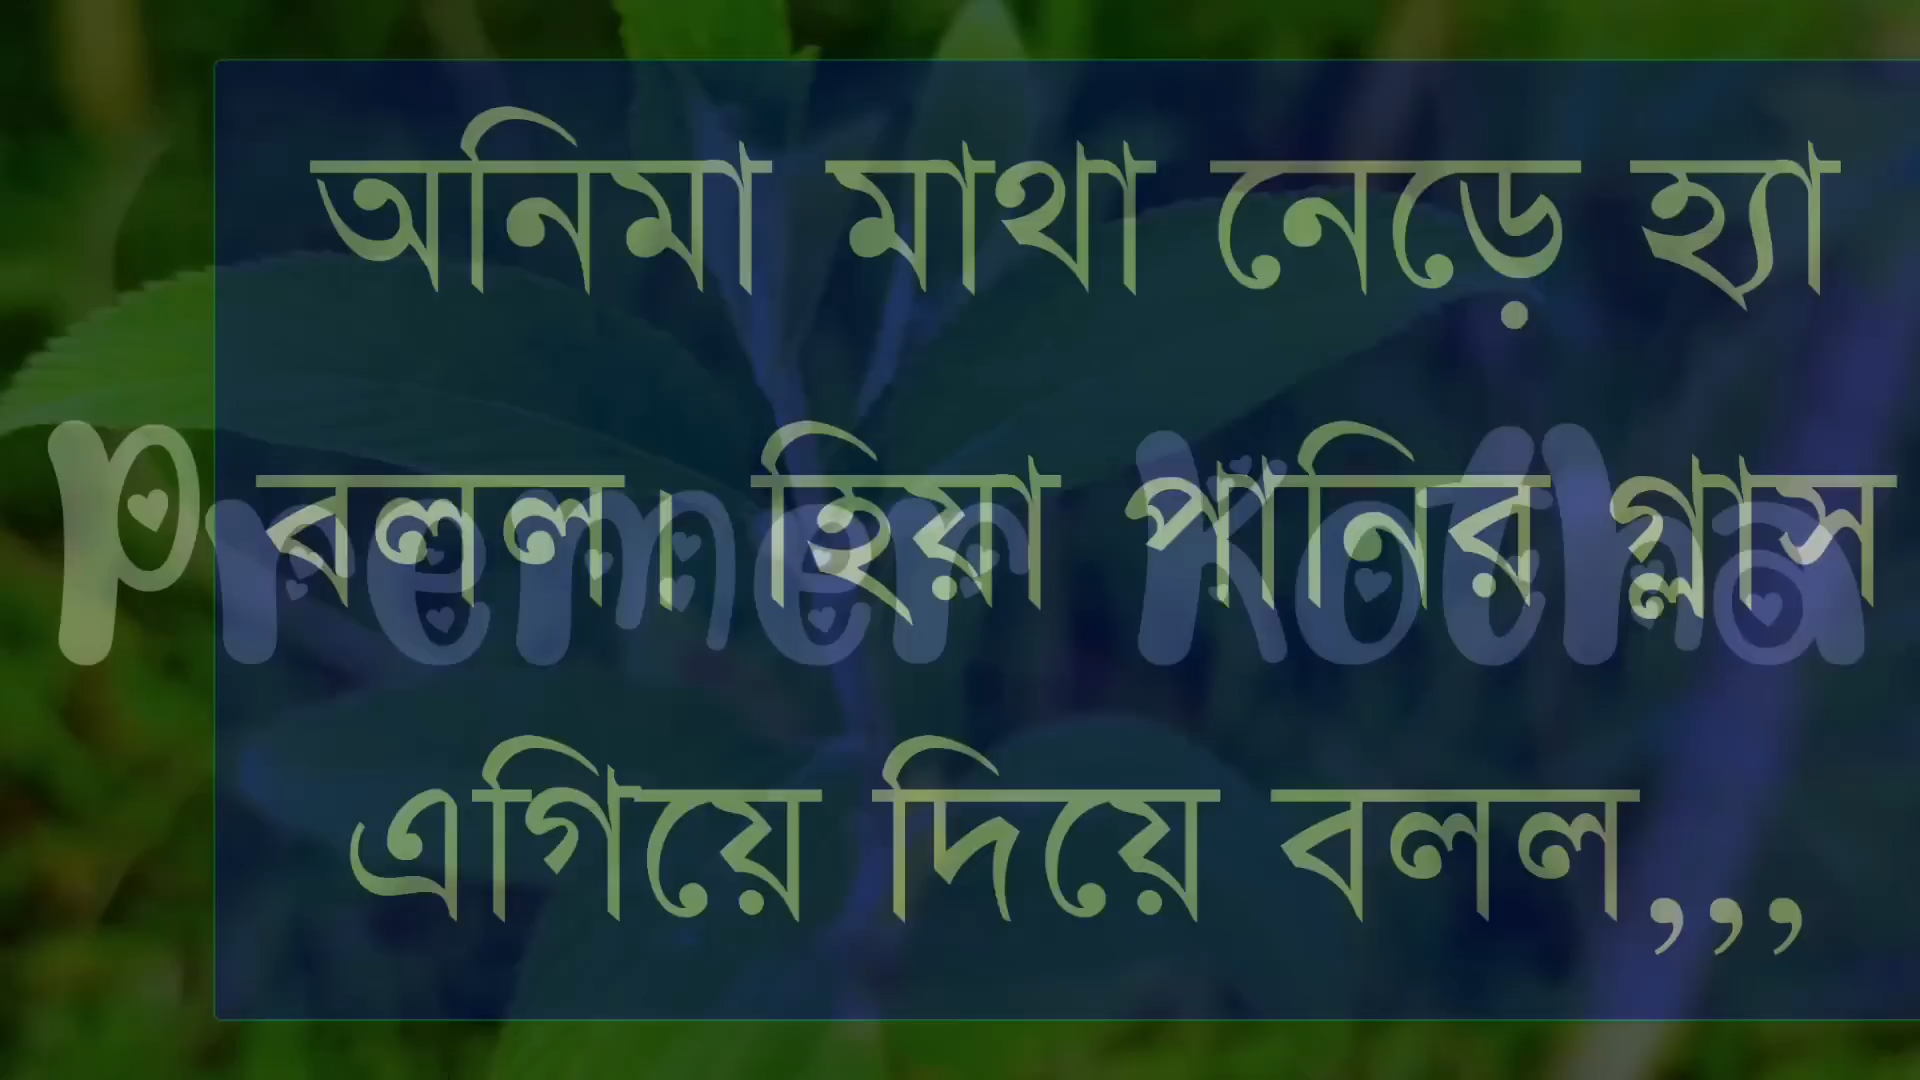 অনিমা মাথা নেড়ে হ্যা
বলল। হিয়া পানির গ্লাস
Premer Kotha
এগিয়ে দিয়ে বলল,,,